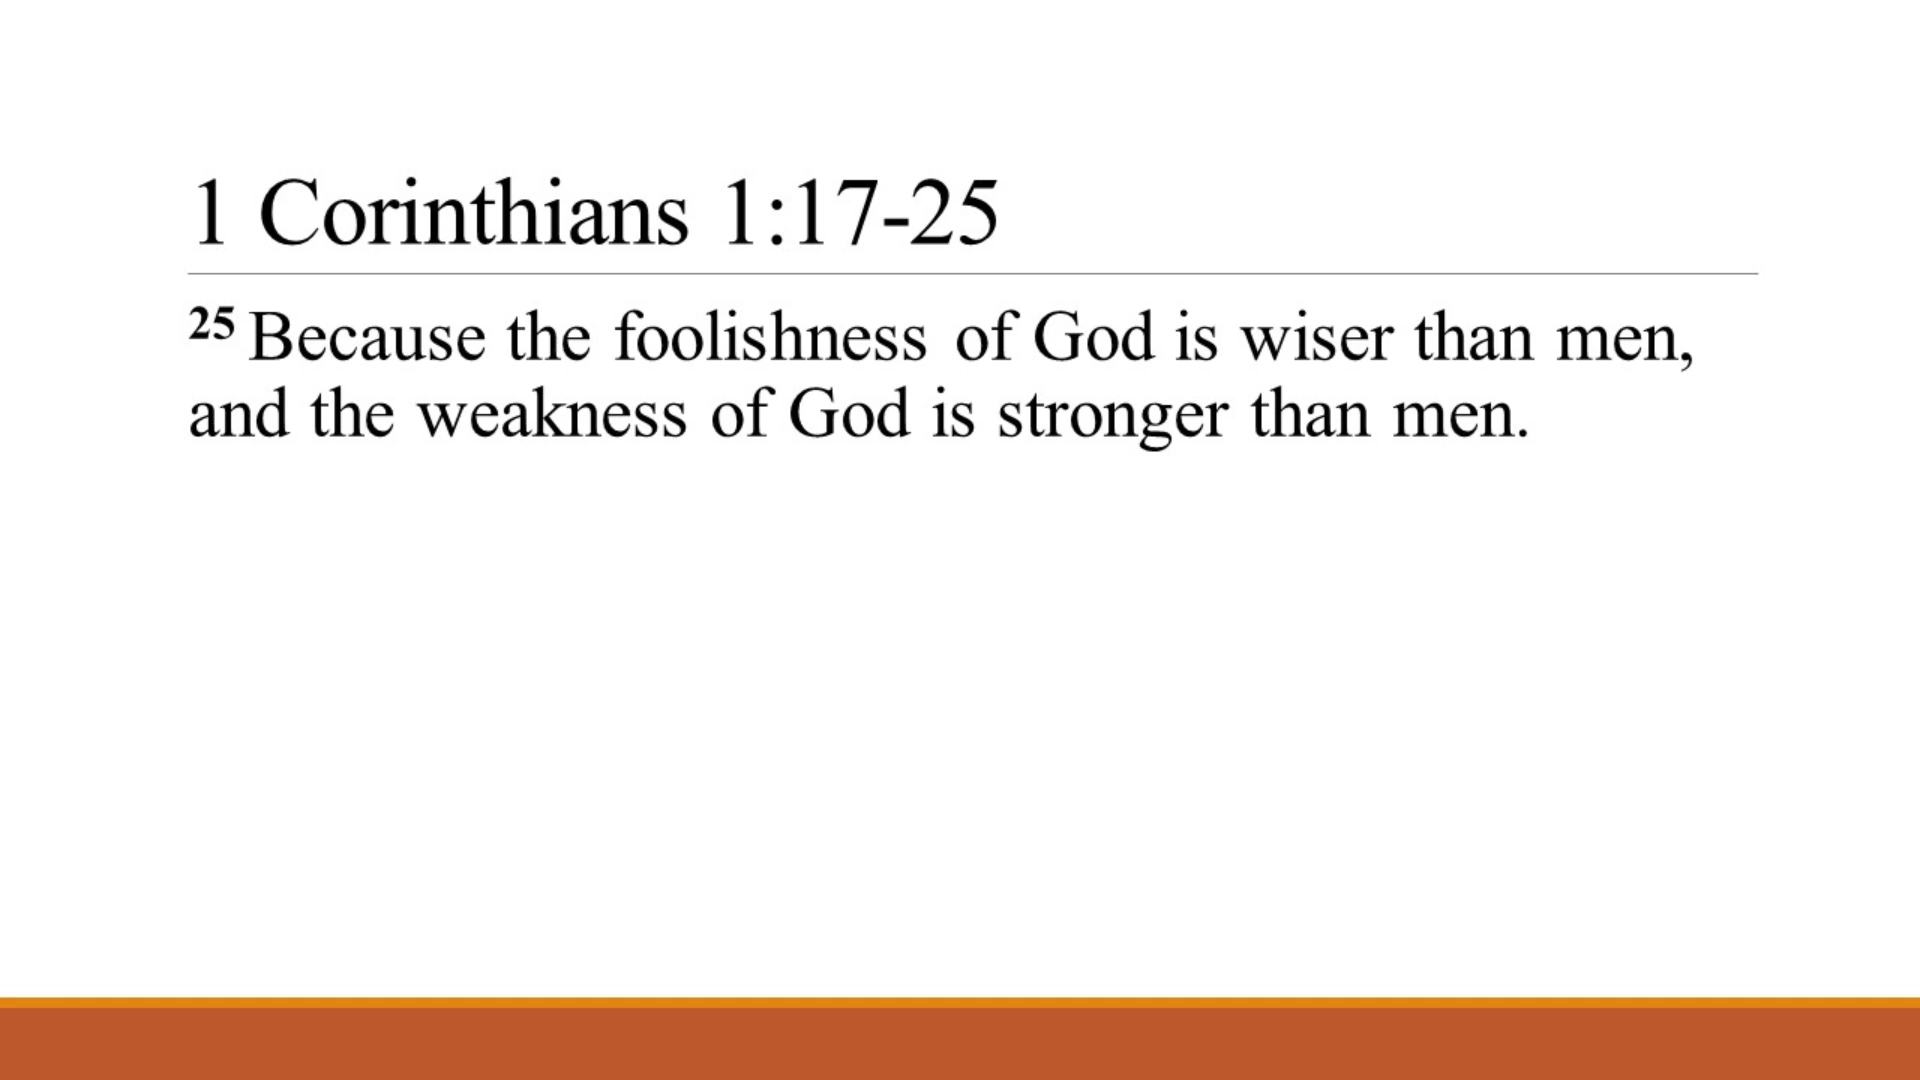 1 Corinthians 1:17-25
25 Because the foolishness of God is wiser than men,
and the weakness of God is stronger than men.